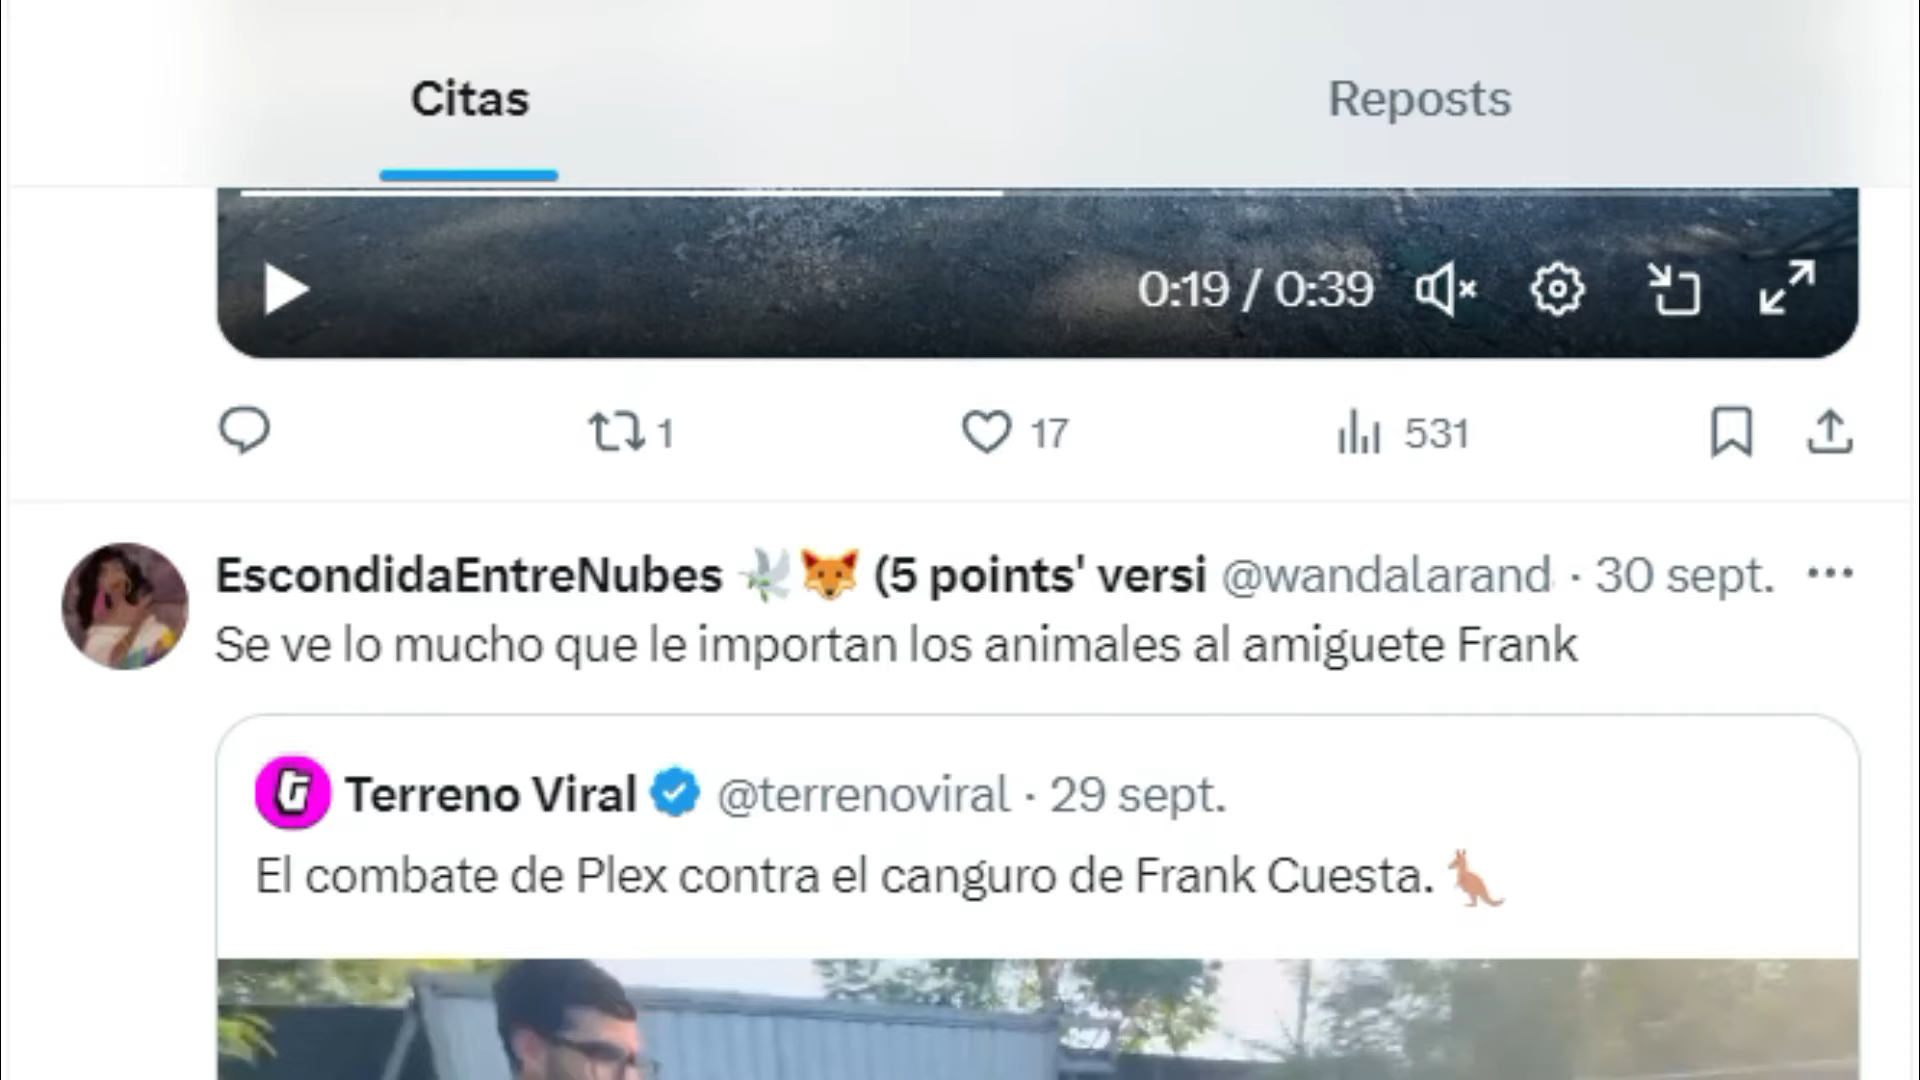 Citas
Reposts
0:19 / 0:39
1
17
531
EscondidaEntreNubes 🕊️🦊 (5 points' versi @wandalarand · 30 sept.
Se ve lo mucho que le importan los animales al amiguete Frank
Terreno Viral @terrenoviral · 29 sept.
El combate de Plex contra el canguro de Frank Cuesta. 🦘